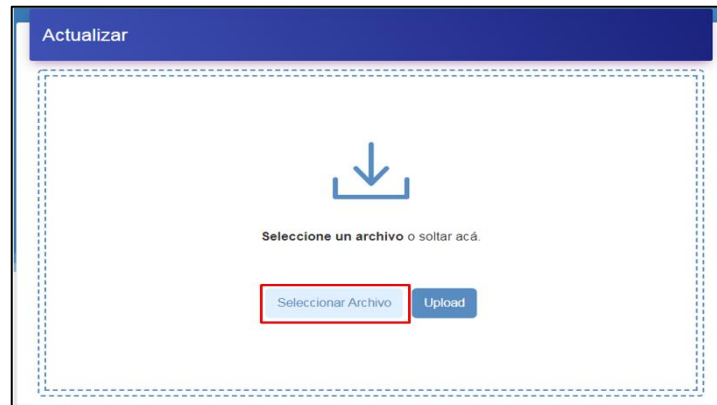 Actualizar
Seleccione un archivo o soltar acá.
Seleccionar Archivo Upload